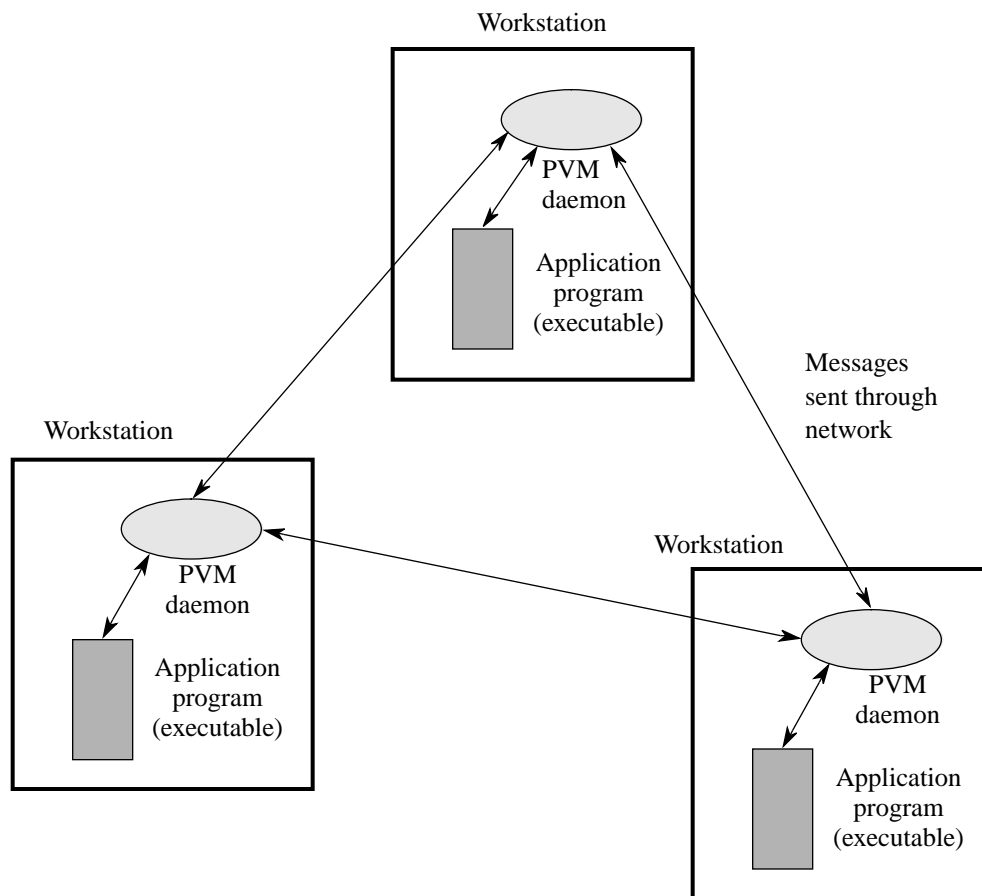 Workstation
PVM
daemon
Application
program
(executable)
Messages
sent through
network
Workstation
PVM
daemon
Application
program
(executable)
Workstation
PVM
daemon
Application
program
(executable)